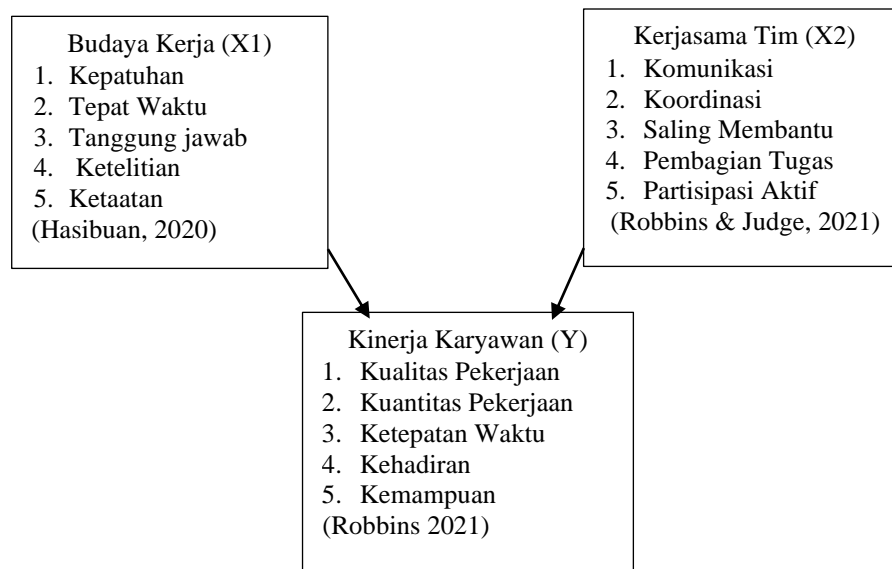 Budaya Kerja (X1)
1. Kepatuhan
2. Tepat Waktu
3. Tanggung jawab
4. Ketelitian
5. Ketaatan
(Hasibuan, 2020)
Kerjasama Tim (X2)
1. Komunikasi
2. Koordinasi
3. Saling Membantu
4. Pembagian Tugas
5. Partisipasi Aktif
(Robbins & Judge, 2021)
Kinerja Karyawan (Y)
1. Kualitas Pekerjaan
2. Kuantitas Pekerjaan
3. Ketepatan Waktu
4. Kehadiran
5. Kemampuan
(Robbins 2021)